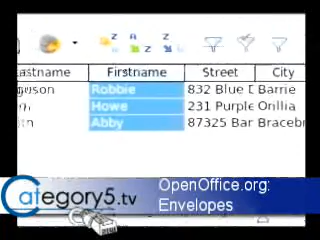 Lastname Firstname Street City
Robbie 832 Blue D Barrie
Howe 231 Purple Orillia
Abby 87325 Bar Bracebr
Category5.tv
OpenOffice.org:
Envelopes